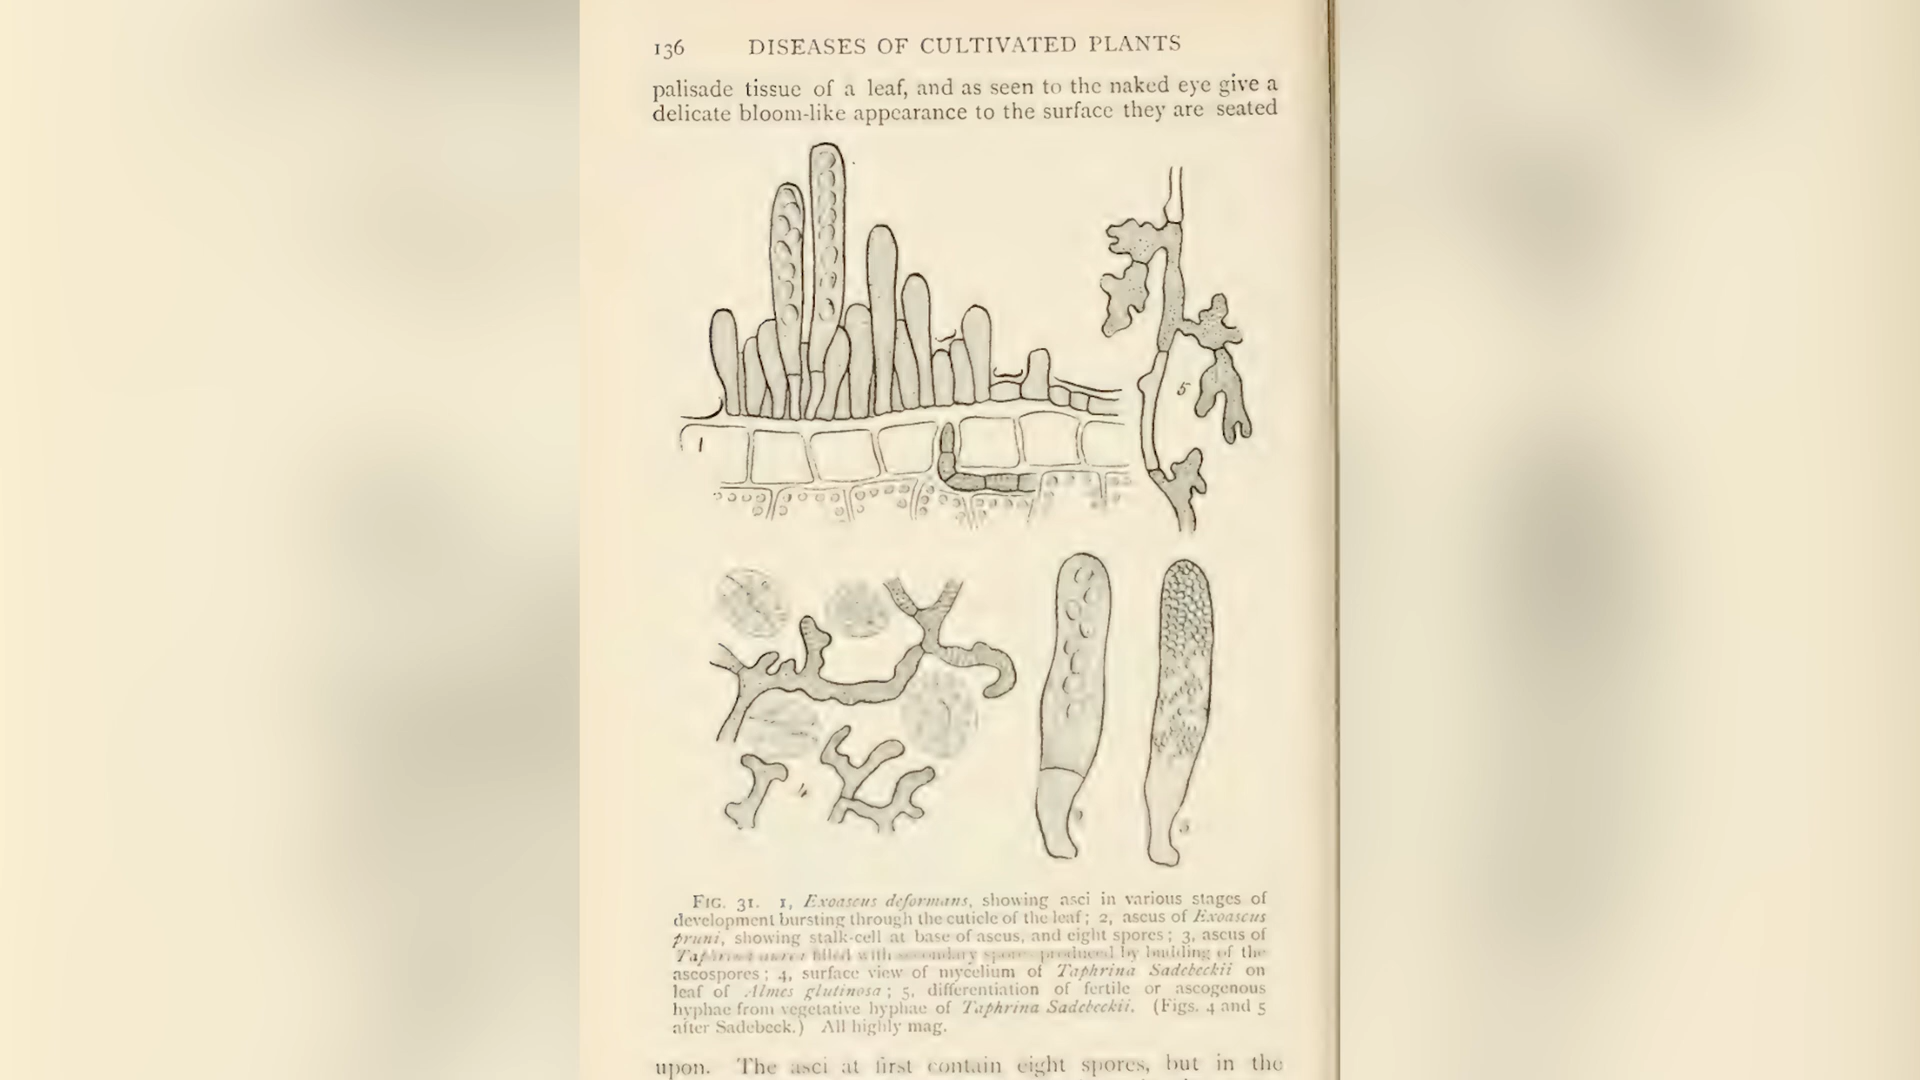 136 DISEASES OF CULTIVATED PLANTS
palisade tissue of a leaf, and as seen to the naked eye give a
delicate bloom-like appearance to the surface they are seated
1
5
4
FIG. 31. 1, Exoascus deformans, showing asci in various stages of
development bursting through the cuticle of the leaf; 2, ascus of Exoascus
pruni, showing stalk-cell at base of ascus, and eight spores; 3, ascus of
filled with secondary spores produced by budding of the
ascospores; 4, surface view of mycelium of Taphrina Sadebeckii on
leaf of glutinosa; 5, differentiation of fertile or ascogenous
hyphae from vegetative hyphae of Taphrina Sadebeckii. (Figs. 4 and 5
after Sadebeck.) All highly mag.
upon. The asci at first contain eight spores, but in the